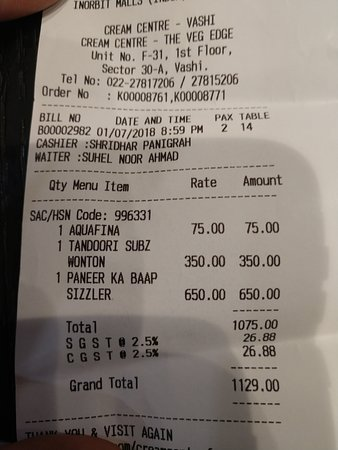 INORBIT MALLS
CREAM CENTRE - VASHI
CREAM CENTRE - THE VEG EDGE
Unit No. F-31, 1st Floor,
Sector 30-A, Vashi.
Tel No: 022-27817206 / 27815206
Order No : K00008761,K00008771
BILL NO DATE AND TIME PAX TABLE
B00002982 01/07/2018 8:59 PM 2 14
CASHIER :SHRIDHAR PANIGRAH
WAITER :SUHEL NOOR AHMAD
Qty Menu Item Rate Amount
SAC/HSN Code: 996331
1 AQUAFINA 75.00 75.00
1 TANDOORI SUBZ
WONTON 350.00 350.00
1 PANEER KA BAAP
SIZZLER 650.00 650.00
Total 1075.00
S G S T @ 2.5% 26.88
C G S T @ 2.5% 26.88
Grand Total 1129.00
THANK YOU & VISIT AGAIN